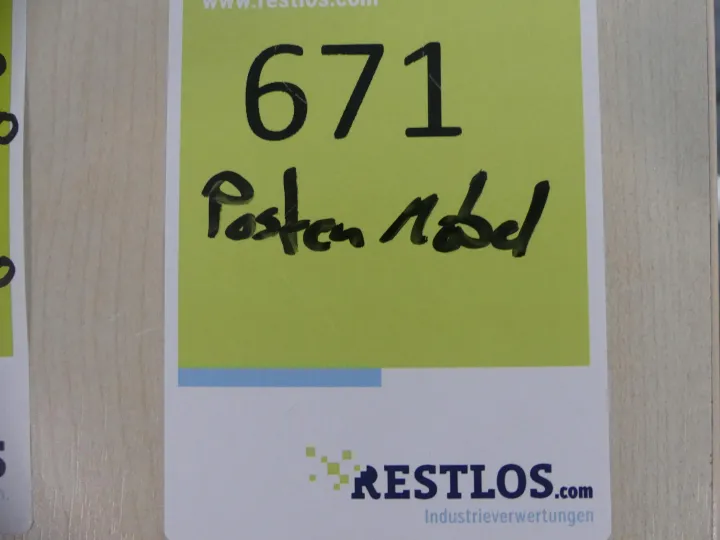 www.restlos.com
671
Posten Möbel
RESTLOS.com
Industrieverwertungen